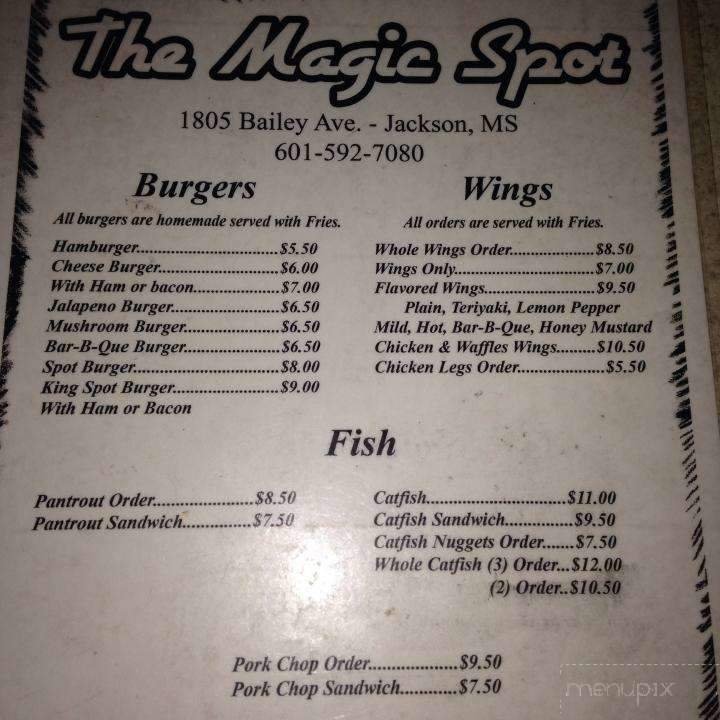 The Magic Spot
1805 Bailey Ave. - Jackson, MS
601-592-7080
Burgers
All burgers are homemade served with Fries.
Hamburger..............................$5.50
Cheese Burger.........................$6.00
With Ham or bacon..................$7.00
Jalapeno Burger.......................$6.50
Mushroom Burger....................$6.50
Bar-B-Que Burger....................$6.50
Spot Burger..............................$8.00
King Spot Burger......................$9.00
With Ham or Bacon
Wings
All orders are served with Fries.
Whole Wings Order..................$8.50
Wings Only..............................$7.00
Flavored Wings........................$9.50
Plain, Teriyaki, Lemon Pepper
Mild, Hot, Bar-B-Que, Honey Mustard
Chicken & Waffles Wings.........$10.50
Chicken Legs Order...................$5.50
Fish
Pantrout Order.....................$8.50
Pantrout Sandwich..............$7.50
Catfish..............................$11.00
Catfish Sandwich...............$9.50
Catfish Nuggets Order.......$7.50
Whole Catfish (3) Order...$12.00
(2) Order..$10.50
Pork Chop Order..................$9.50
Pork Chop Sandwich............$7.50
menupix